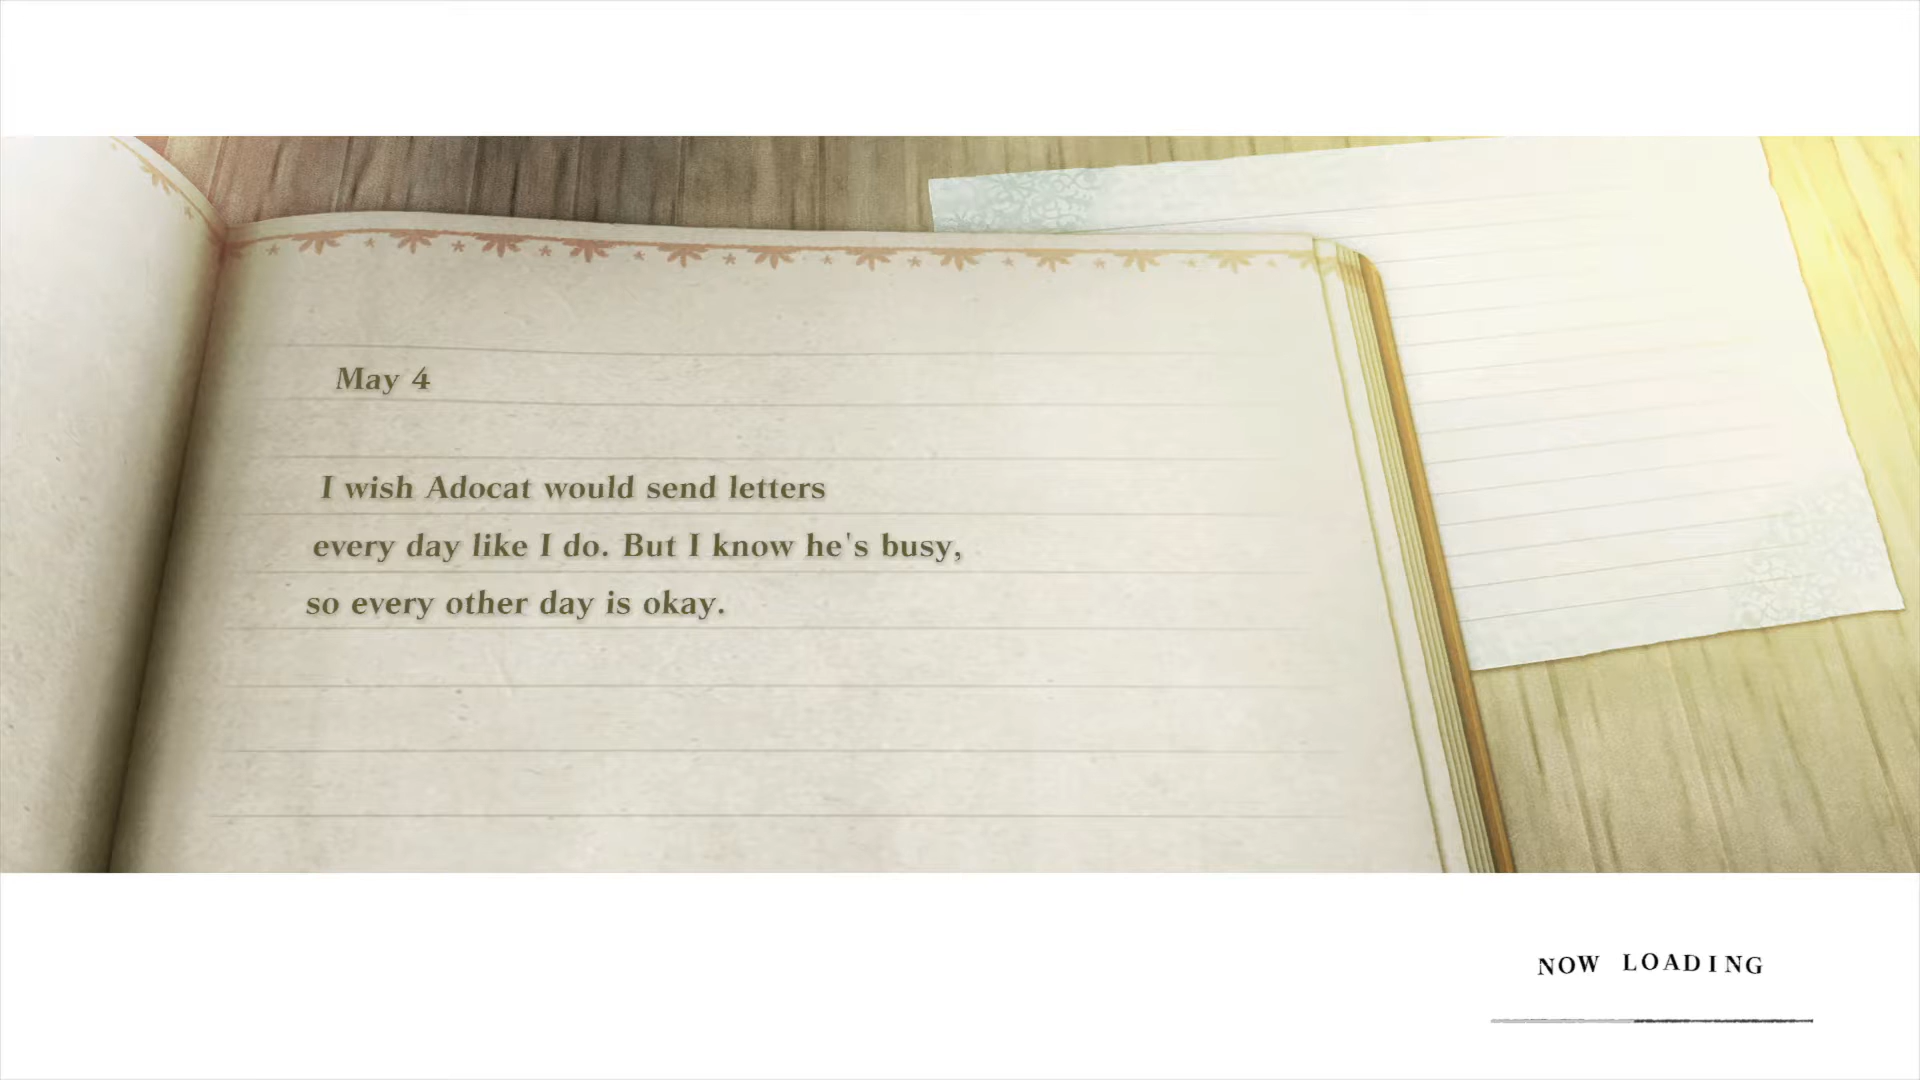 May 4
I wish Adocat would send letters
every day like I do. But I know he's busy,
so every other day is okay.
NOW LOADING